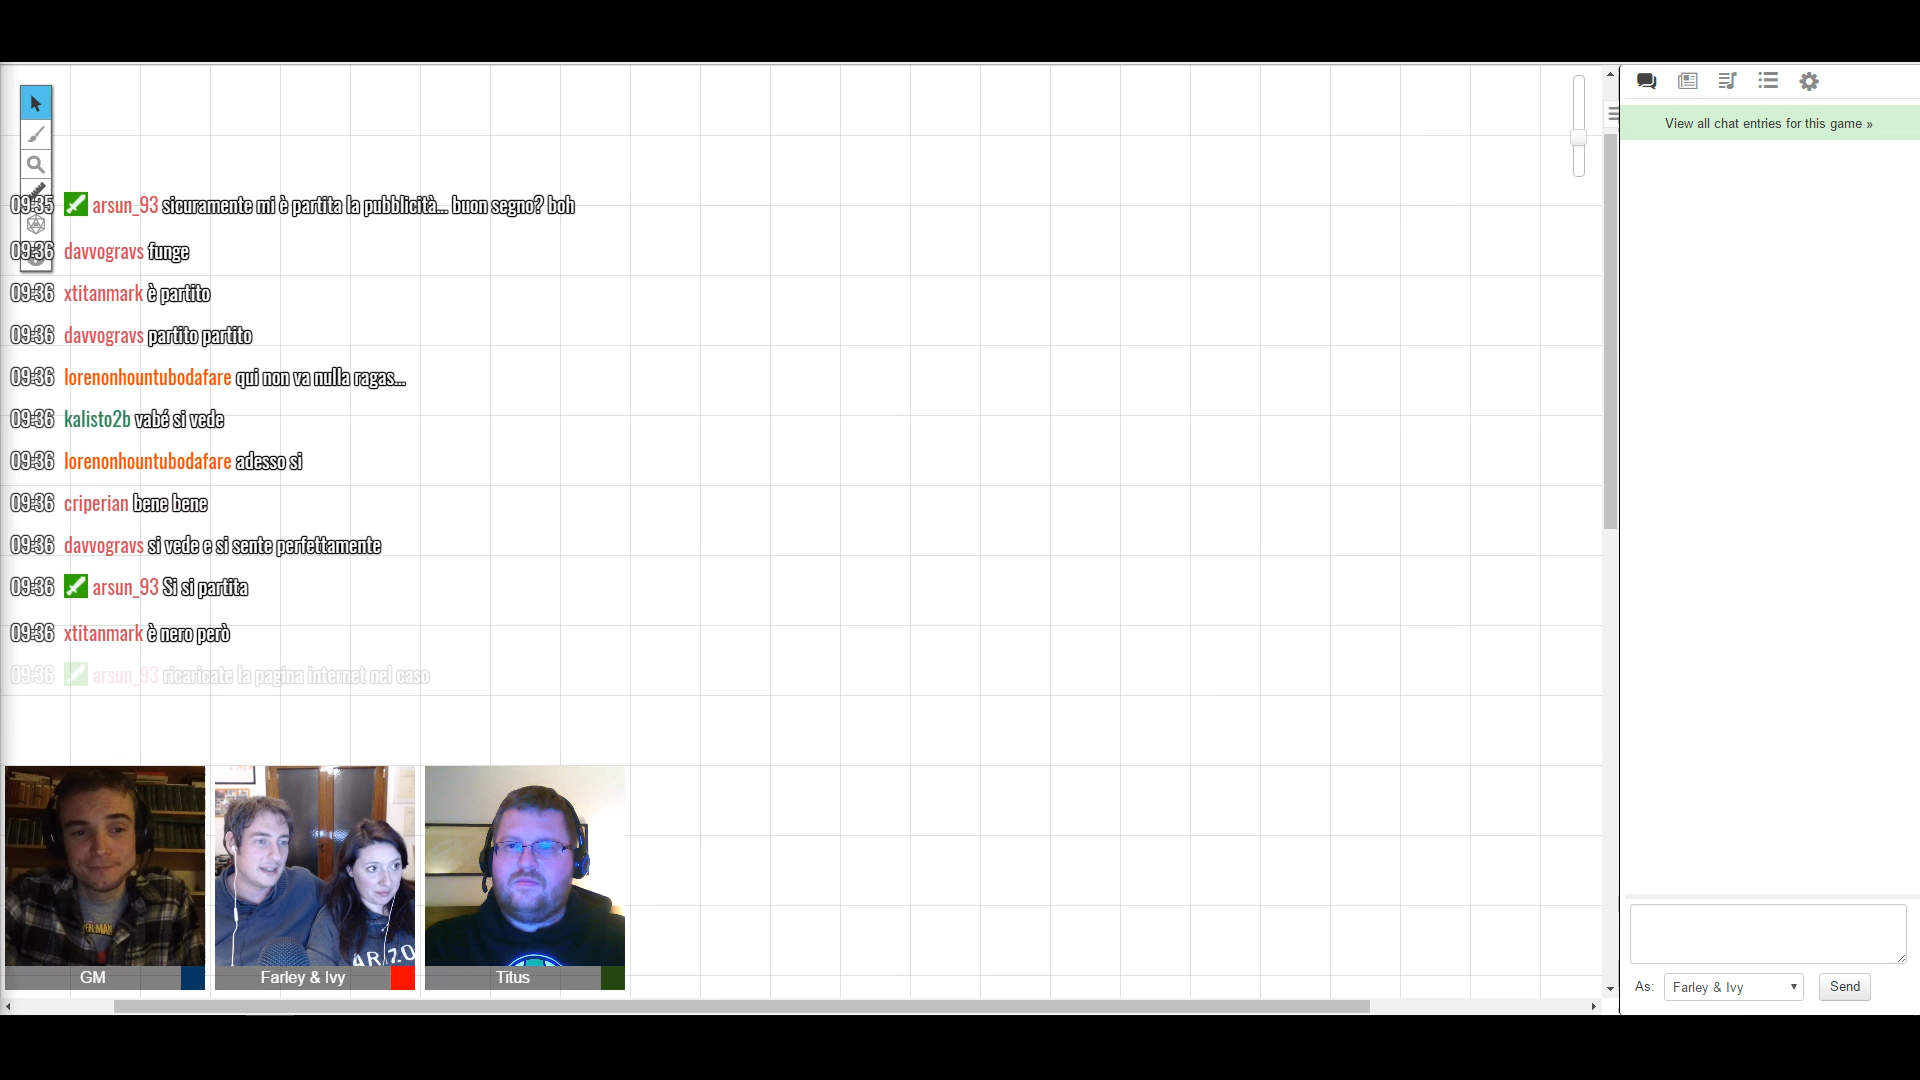 View all chat entries for this game »
09:35 arsun_93 sicuramente mi è partita la pubblicità... buon segno? boh
09:36 davvogravs funge
09:36 xtitanmark è partito
09:36 davvogravs partito partito
09:36 lorenonhountubodafare qui non va nulla ragas...
09:36 kalisto2b vabé si vede
09:36 lorenonhountubodafare adesso si
09:36 criperian bene bene
09:36 davvogravs si vede e si sente perfettamente
09:36 arsun_93 Si si partita
09:36 xtitanmark è nero però
09:36 arsun_93 ricaricate la pagina internet nel caso
GM
Farley & Ivy
Titus
As: Farley & Ivy Send